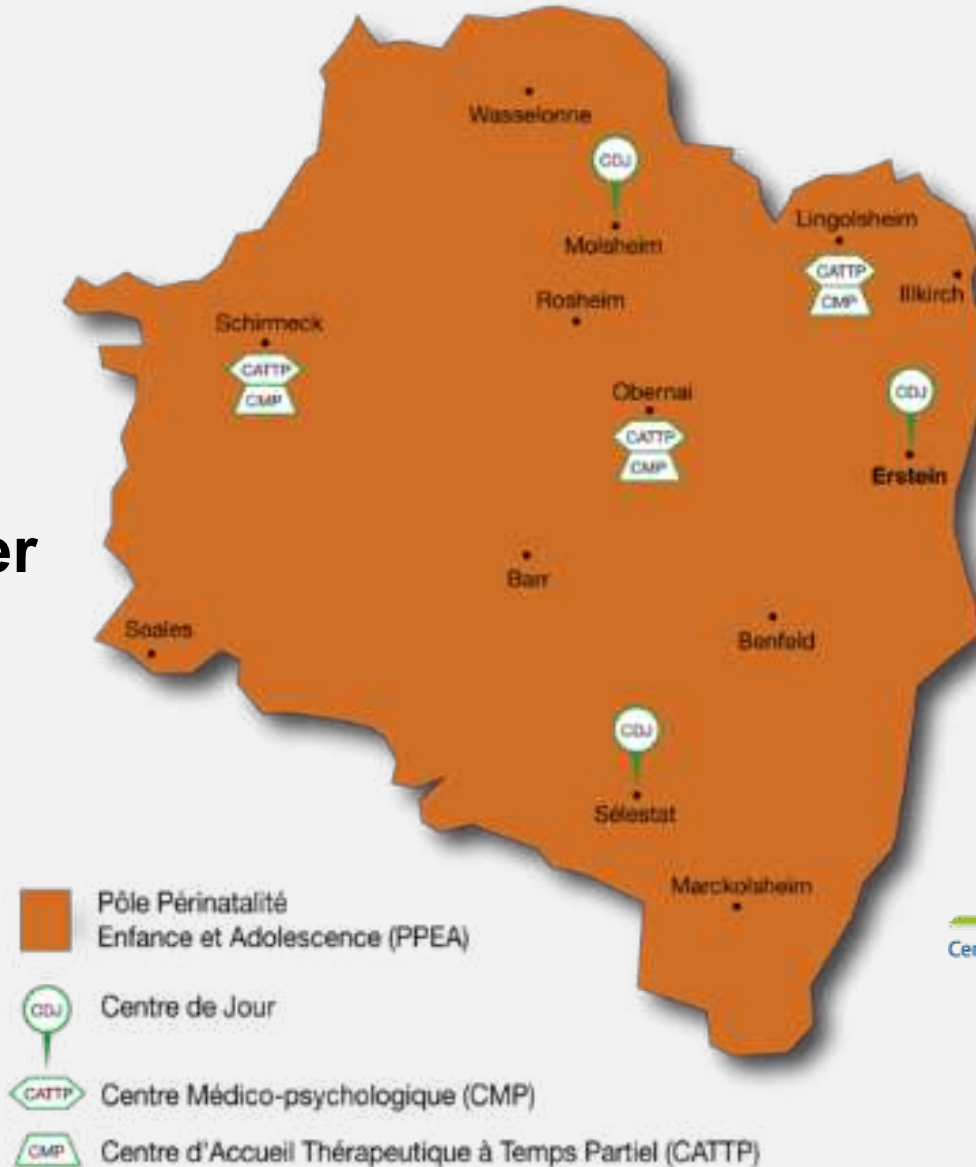 Wasselonne
CDJ
Molsheim
Lingolsheim
CATTP
CMP
Illkirch
Rosheim
Schirmeck
CATTP
CMP
Obernai
CATTP
CMP
CDJ
Erstein
er
Barr
Saales
Benfeld
CDJ
Sélestat
Marckolsheim
Pôle Périnatalité
Enfance et Adolescence (PPEA)
Cen
CDJ Centre de Jour
CATTP Centre Médico-psychologique (CMP)
CMP Centre d'Accueil Thérapeutique à Temps Partiel (CATTP)